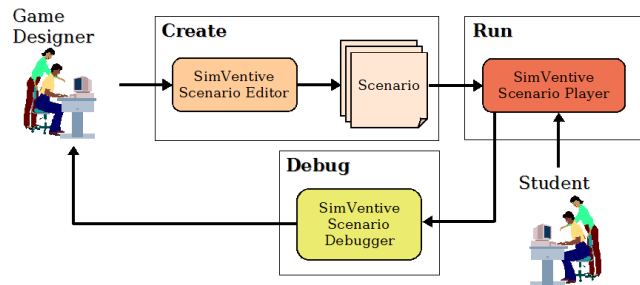 Game
Designer
Create
SimVentive
Scenario Editor
Scenario
Run
SimVentive
Scenario Player
Debug
SimVentive
Scenario
Debugger
Student